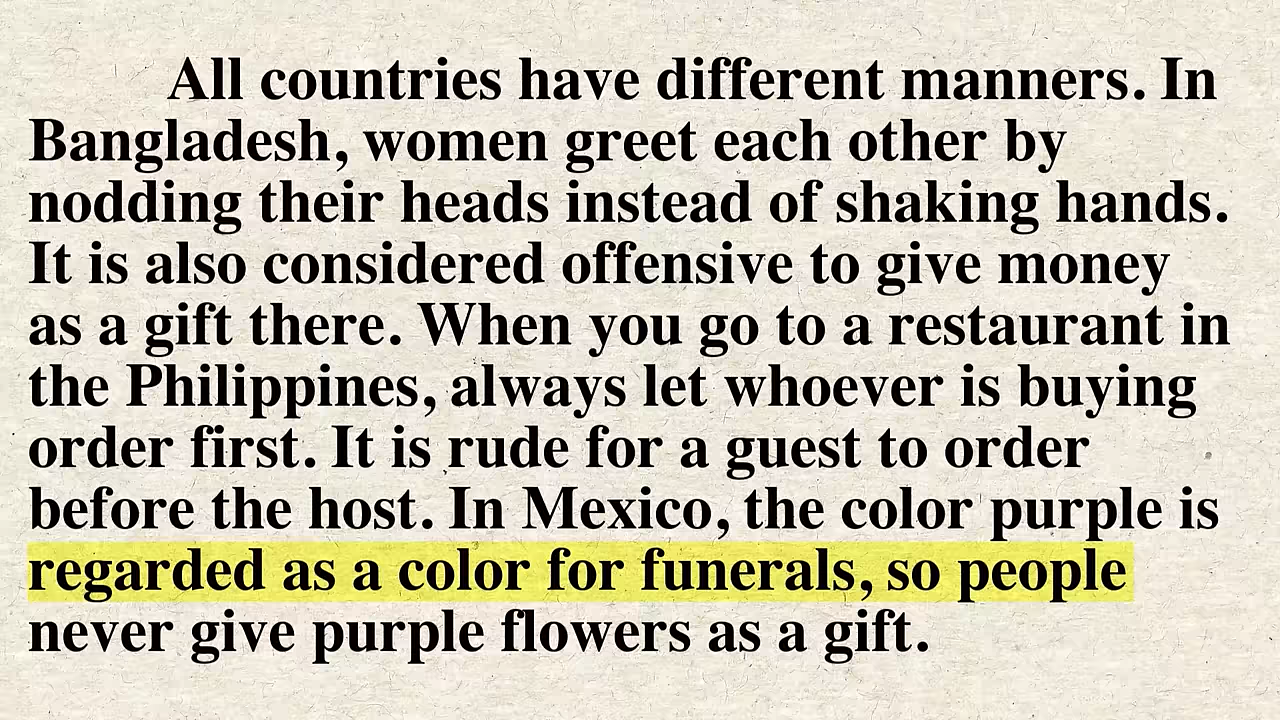 All countries have different manners. In
Bangladesh, women greet each other by
nodding their heads instead of shaking hands.
It is also considered offensive to give money
as a gift there. When you go to a restaurant in
the Philippines, always let whoever is buying
order first. It is rude for a guest to order
before the host. In Mexico, the color purple is
regarded as a color for funerals, so people
never give purple flowers as a gift.